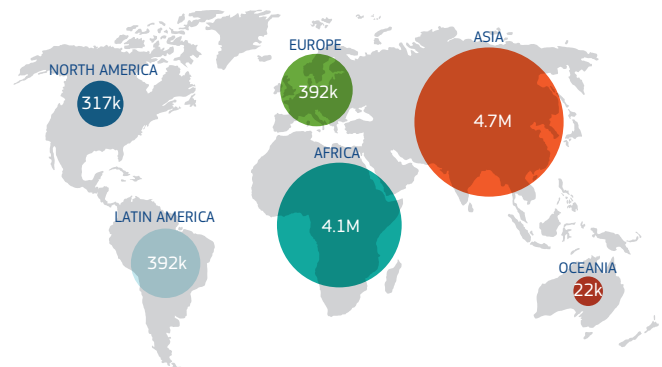 EUROPE
392k
ASIA
4.7M
NORTH AMERICA
317k
AFRICA
4.1M
LATIN AMERICA
392k
OCEANIA
22k